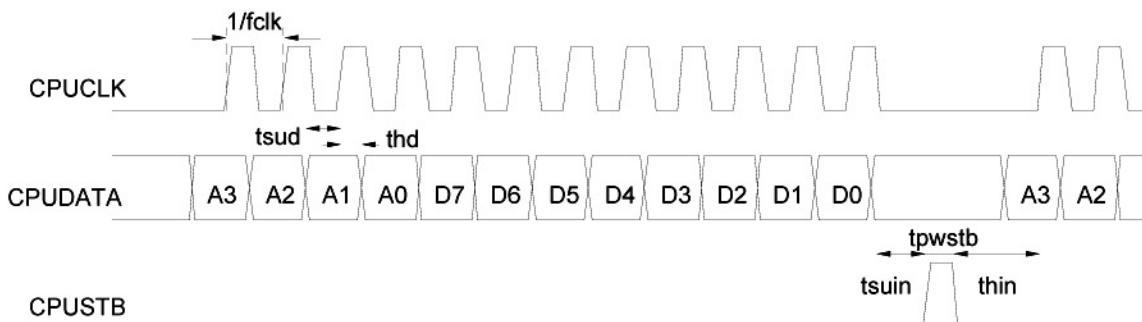 1/fclk
CPUCLK
tsud
thd
CPUDATA
A3 A2 A1 A0 D7 D6 D5 D4 D3 D2 D1 D0 A3 A2
tpwstb
tsuin
thin
CPUSTB